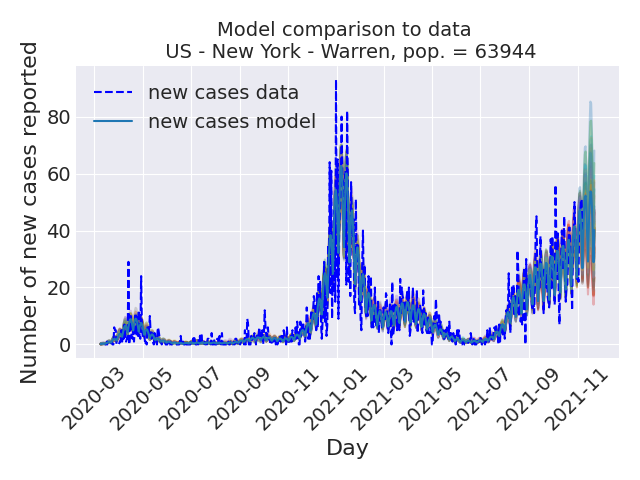 Model comparison to data
US - New York - Warren, pop. = 63944
Number of new cases reported
new cases data
new cases model
80
60
40
20
0
2020-03
2020-05
2020-07
2020-09
2020-11
2021-01
2021-03
2021-05
2021-07
2021-09
2021-11
Day